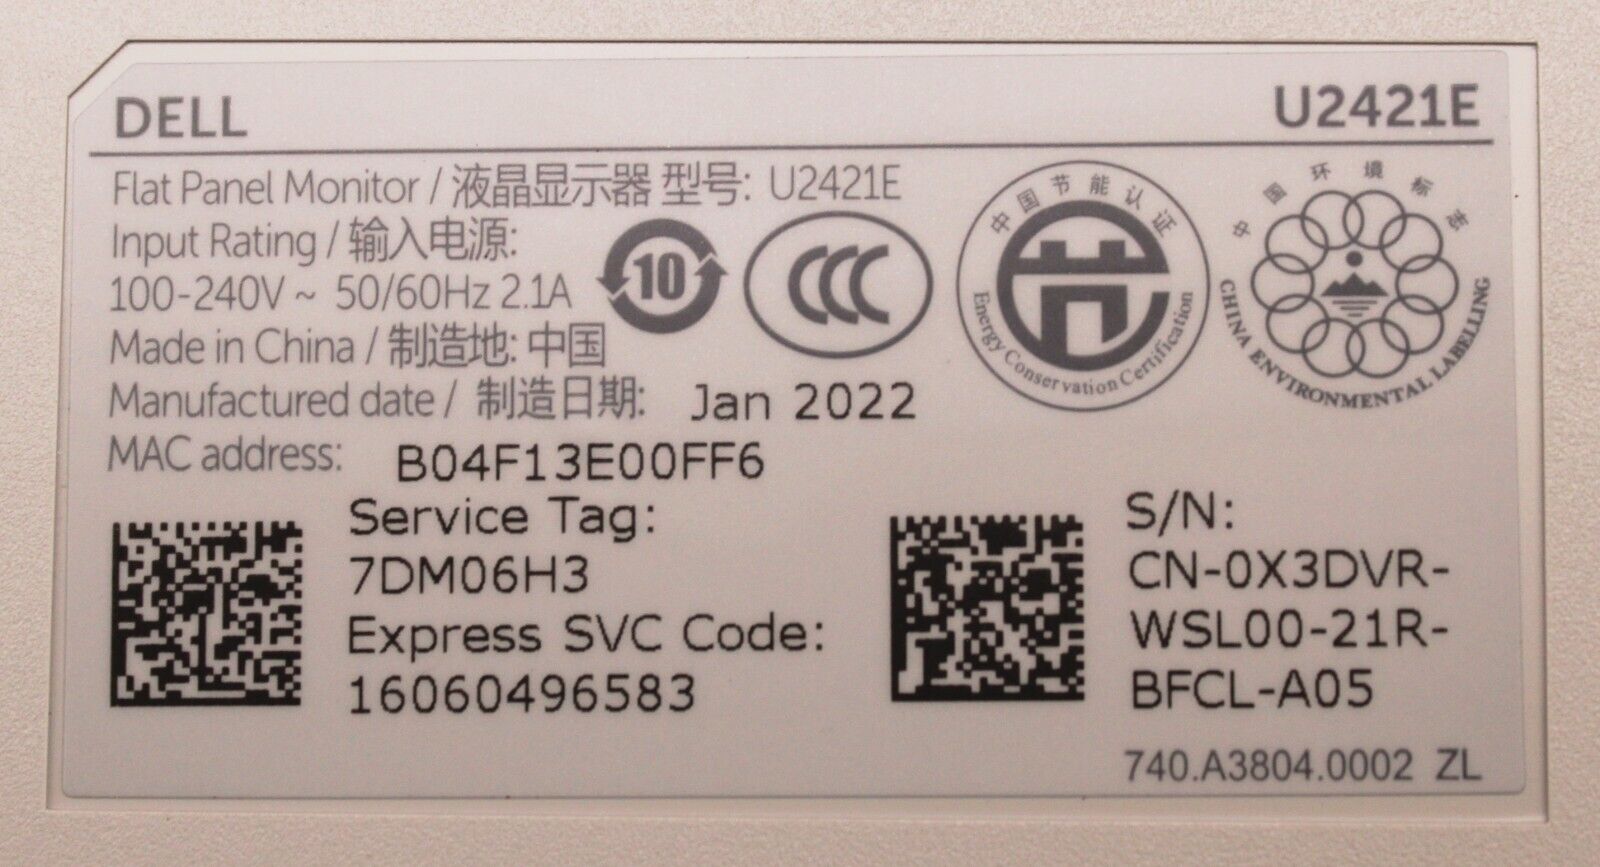 DELL
U2421E
Flat Panel Monitor / 液晶显示器 型号: U2421E
Input Rating / 输入电源:
100-240V ~ 50/60Hz 2.1A
Made in China / 制造地: 中国
Manufactured date / 制造日期: Jan 2022
MAC address: B04F13E00FF6
10
CCC
中国节能认证
Energy Conservation Certification
中国环境标志
CHINA ENVIRONMENTAL LABELLING
Service Tag:
7DM06H3
Express SVC Code:
16060496583
S/N:
CN-0X3DVR-
WSL00-21R-
BFCL-A05
740.A3804.0002 ZL